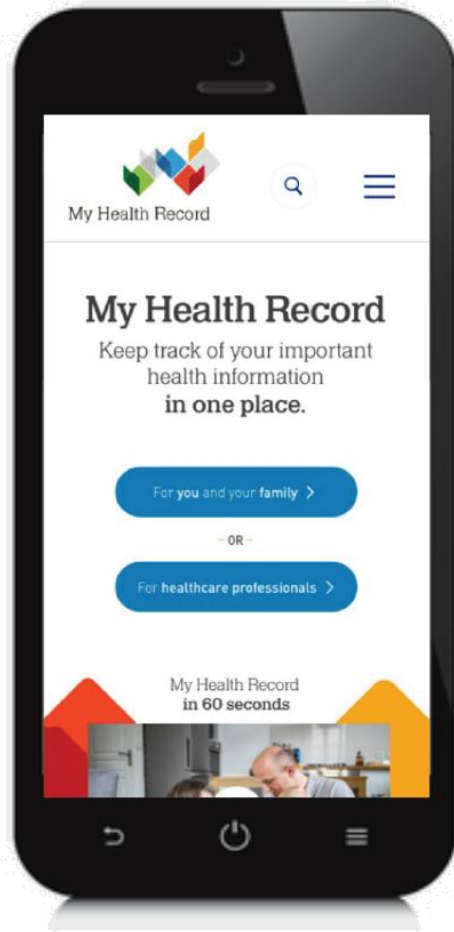 My Health Record
My Health Record
Keep track of your important
health information
in one place.
For you and your family >
- OR -
For healthcare professionals >
My Health Record
in 60 seconds